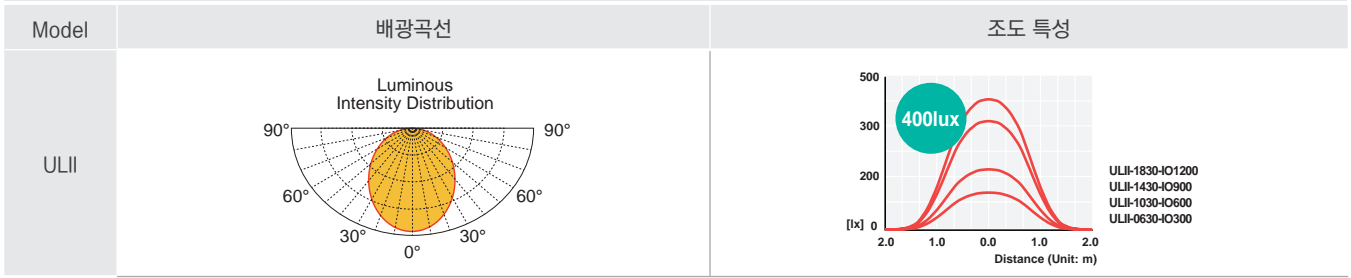 Model
배광곡선
조도 특성
ULII
Luminous
Intensity Distribution
90°
90°
60°
60°
30°
30°
0°
500
400lux
300
200
[lx] 0
2.0 1.0 0.0 1.0 2.0
Distance (Unit: m)
ULII-1830-IO1200
ULII-1430-IO900
ULII-1030-IO600
ULII-0630-IO300